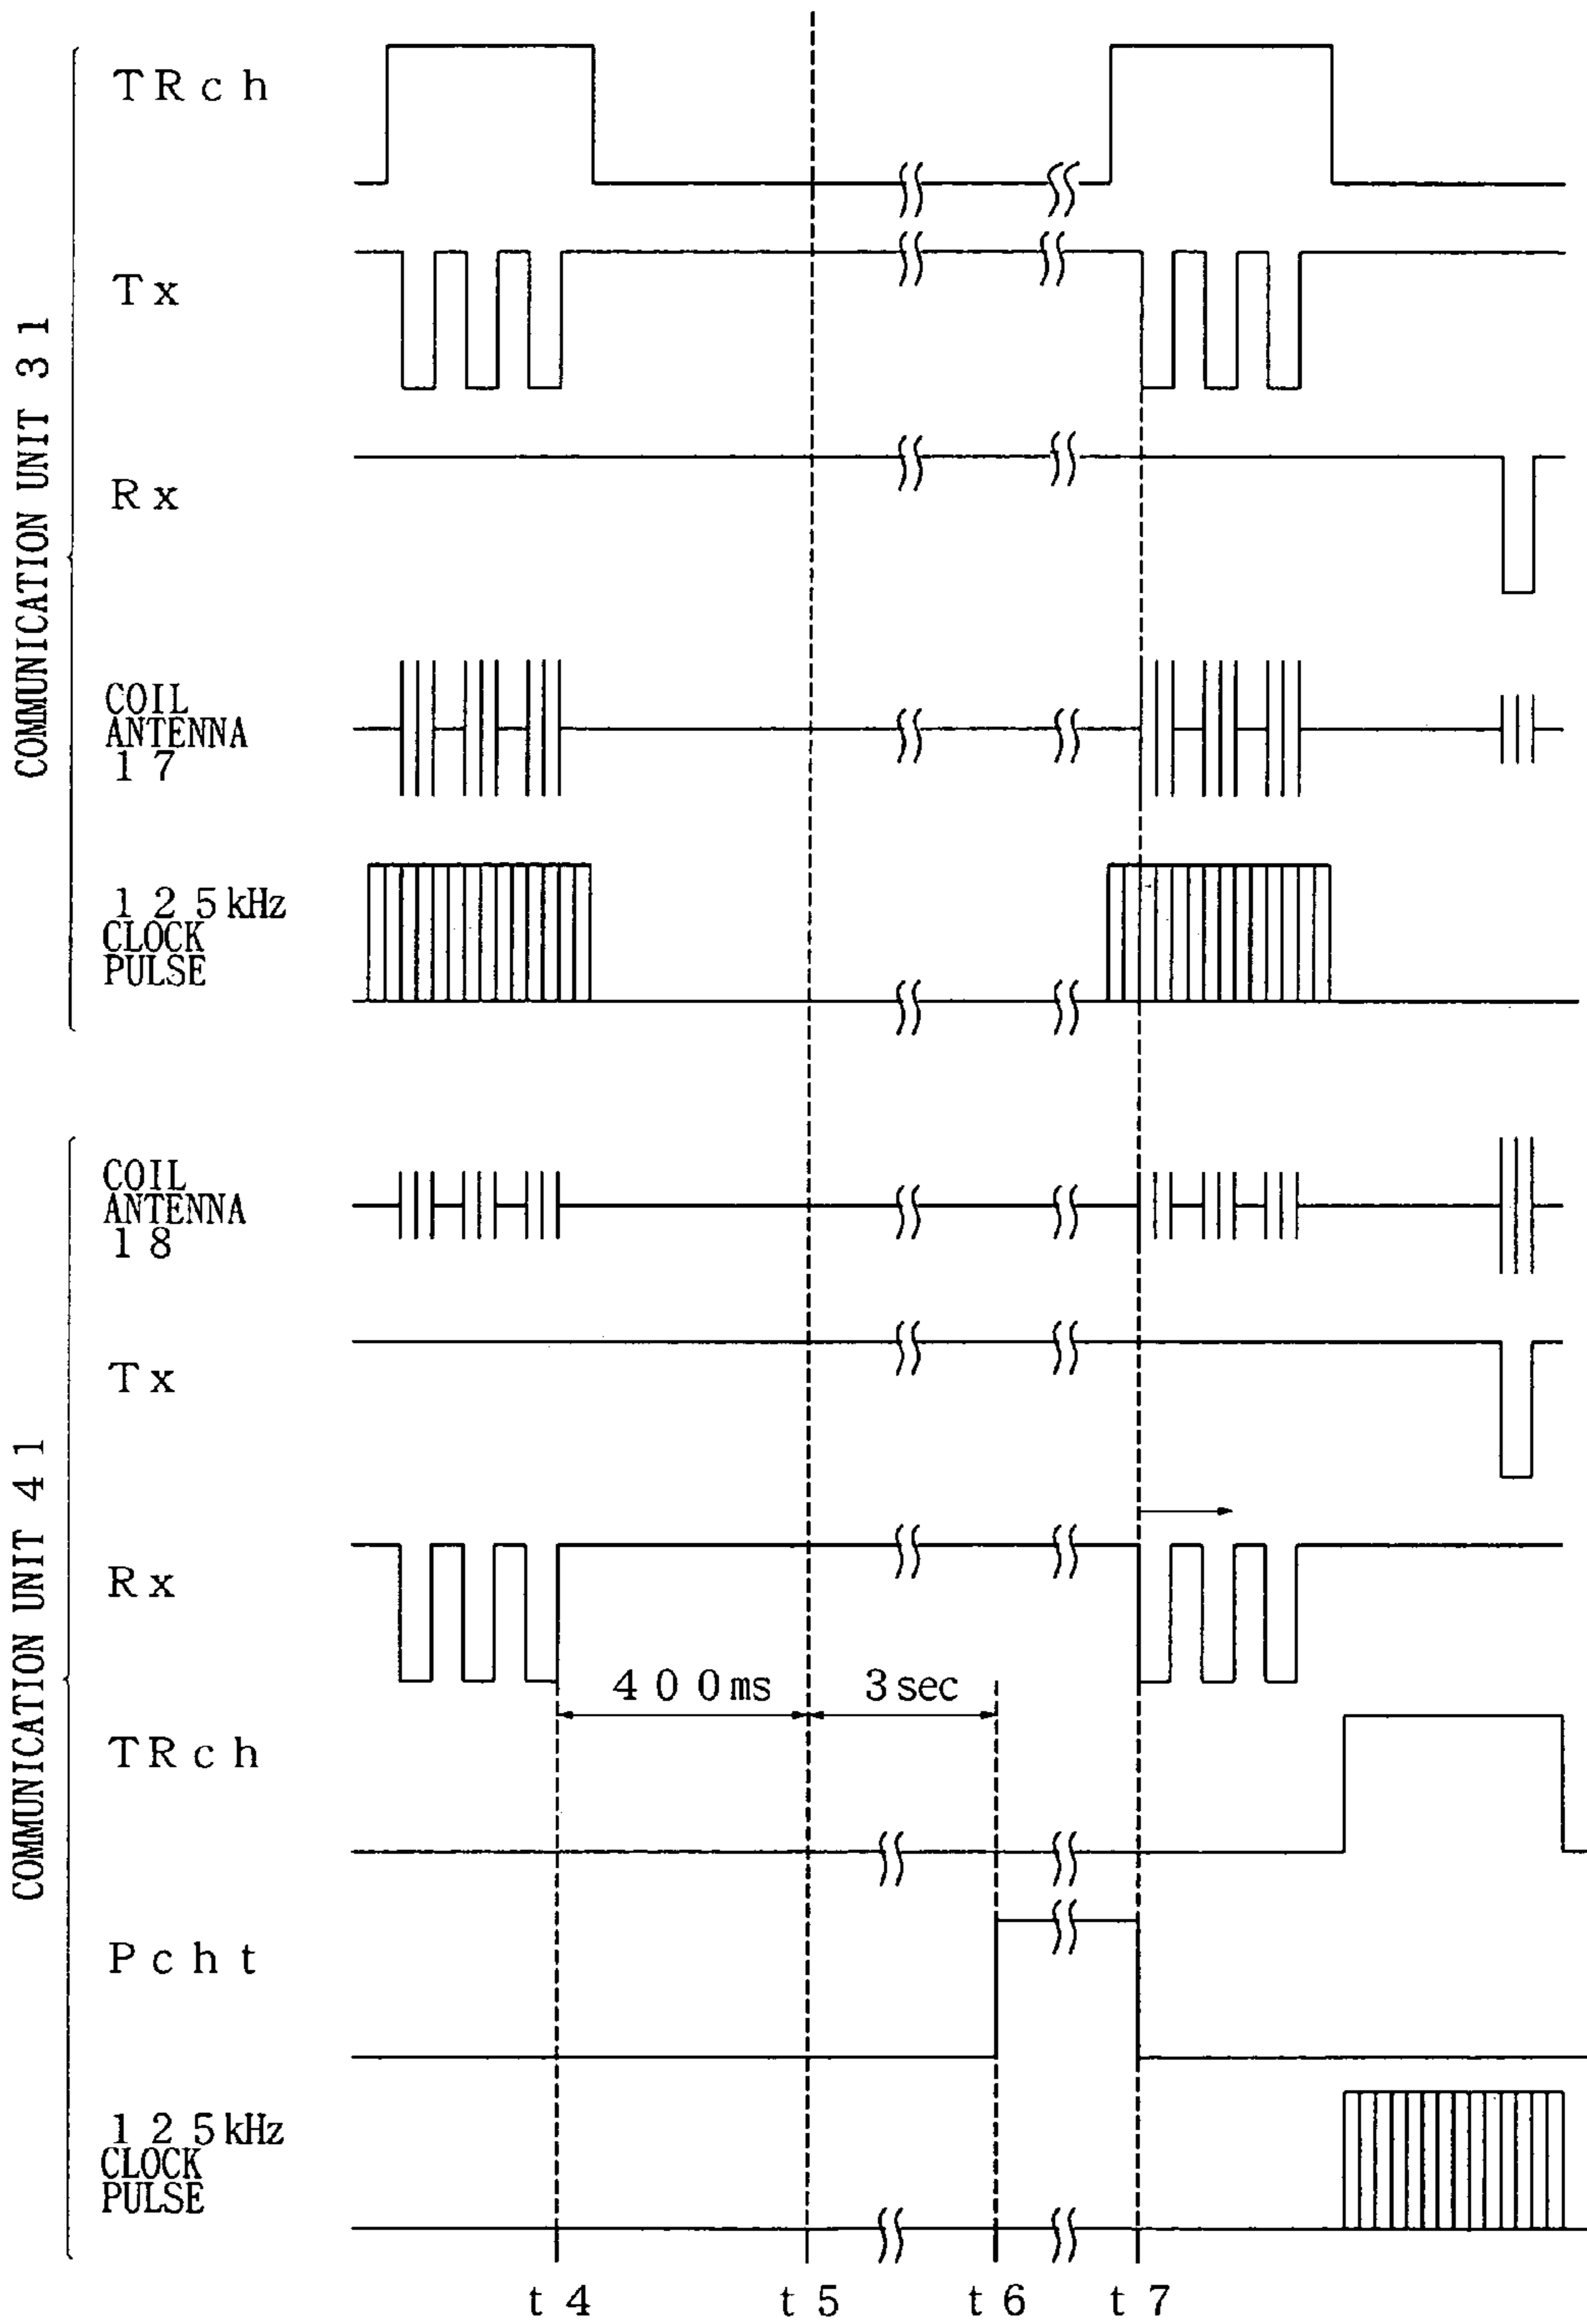 COMMUNICATION UNIT 31
TRch
Tx
Rx
COIL
ANTENNA
17
125kHz
CLOCK
PULSE
COMMUNICATION UNIT 41
COIL
ANTENNA
18
Tx
Rx
400ms
3sec
TRch
Pcht
125kHz
CLOCK
PULSE
t4
t5
t6
t7